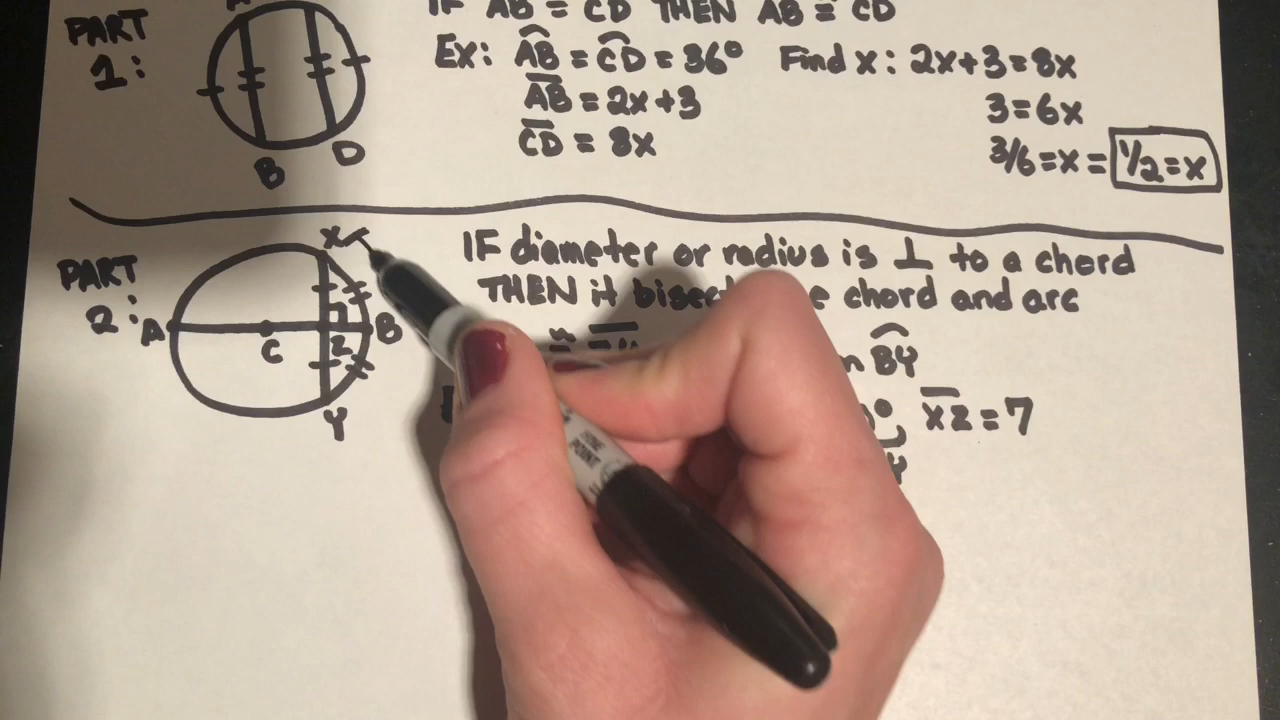 PART
1:
A
B
D
IF AB = CD THEN AB ≅ CD
Ex: AB = CD = 36° Find x: 2x+3=8x
AB = 2x+3
3=6x
CD = 8x
3/6=x= 1/2=x
PART
2:
X
A
C
Z
B
Y
IF diameter or radius is ⊥ to a chord
THEN it chord and arc
BY
XZ = 7
FINE
POINT